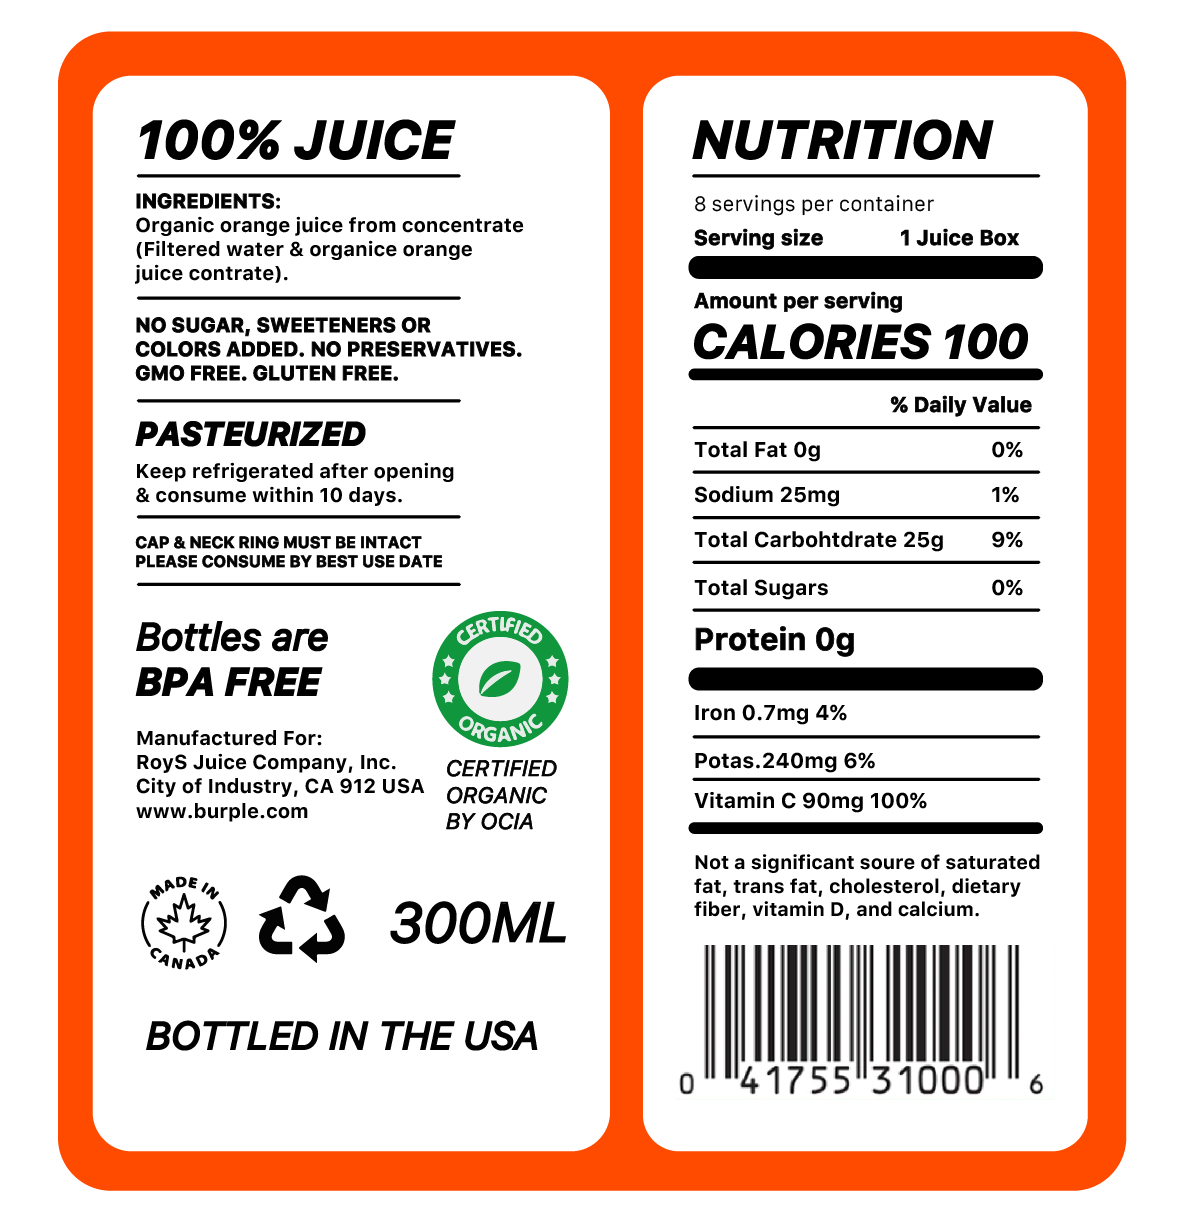 100% JUICE
INGREDIENTS:
Organic orange juice from concentrate
(Filtered water & organice orange
juice contrate).
NO SUGAR, SWEETENERS OR
COLORS ADDED. NO PRESERVATIVES.
GMO FREE. GLUTEN FREE.
PASTEURIZED
Keep refrigerated after opening
& consume within 10 days.
CAP & NECK RING MUST BE INTACT
PLEASE CONSUME BY BEST USE DATE
Bottles are
BPA FREE
Manufactured For:
RoyS Juice Company, Inc.
City of Industry, CA 912 USA
www.burple.com
CERTIFIED
ORGANIC
CERTIFIED
ORGANIC
BY OCIA
MADE IN
CANADA
300ML
BOTTLED IN THE USA
NUTRITION
8 servings per container
Serving size 1 Juice Box
Amount per serving
CALORIES 100
% Daily Value
Total Fat 0g 0%
Sodium 25mg 1%
Total Carbohtdrate 25g 9%
Total Sugars 0%
Protein 0g
Iron 0.7mg 4%
Potas.240mg 6%
Vitamin C 90mg 100%
Not a significant soure of saturated
fat, trans fat, cholesterol, dietary
fiber, vitamin D, and calcium.
0 41755 31000 6